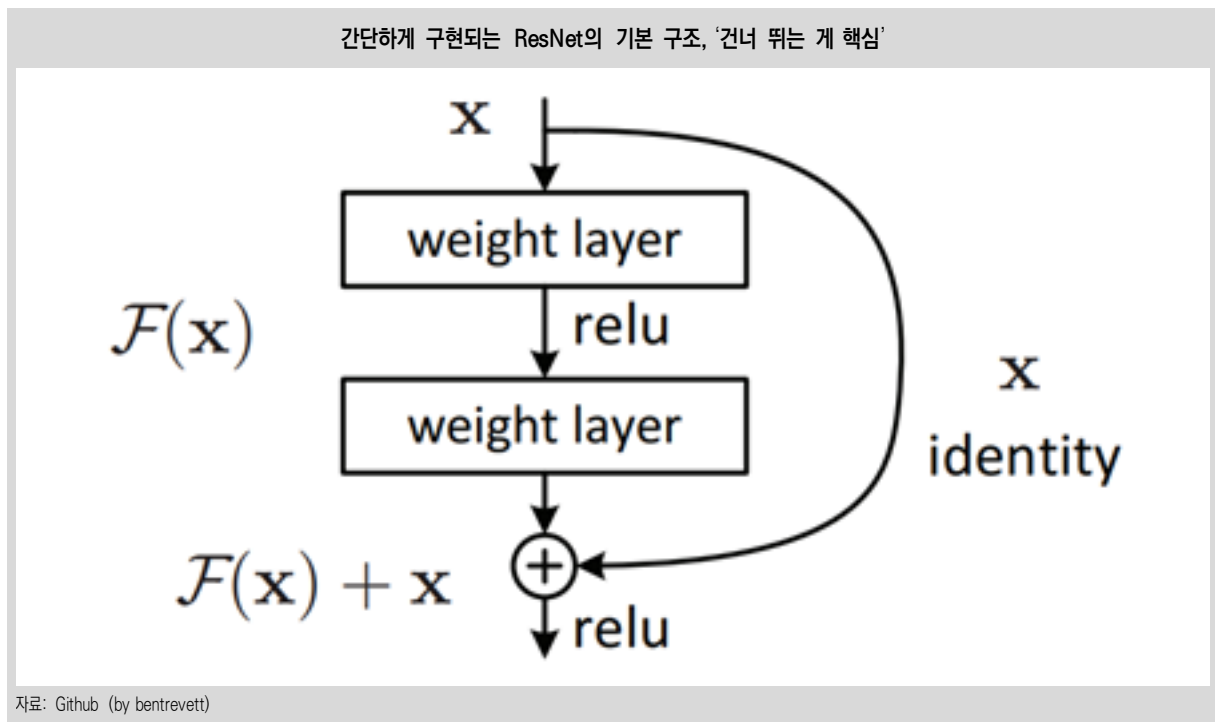 간단하게 구현되는 ResNet의 기본 구조, ‘건너 뛰는 게 핵심’
x
weight layer
F(x)
relu
weight layer
x
identity
F(x) + x
+
relu
자료: Github (by bentrevett)